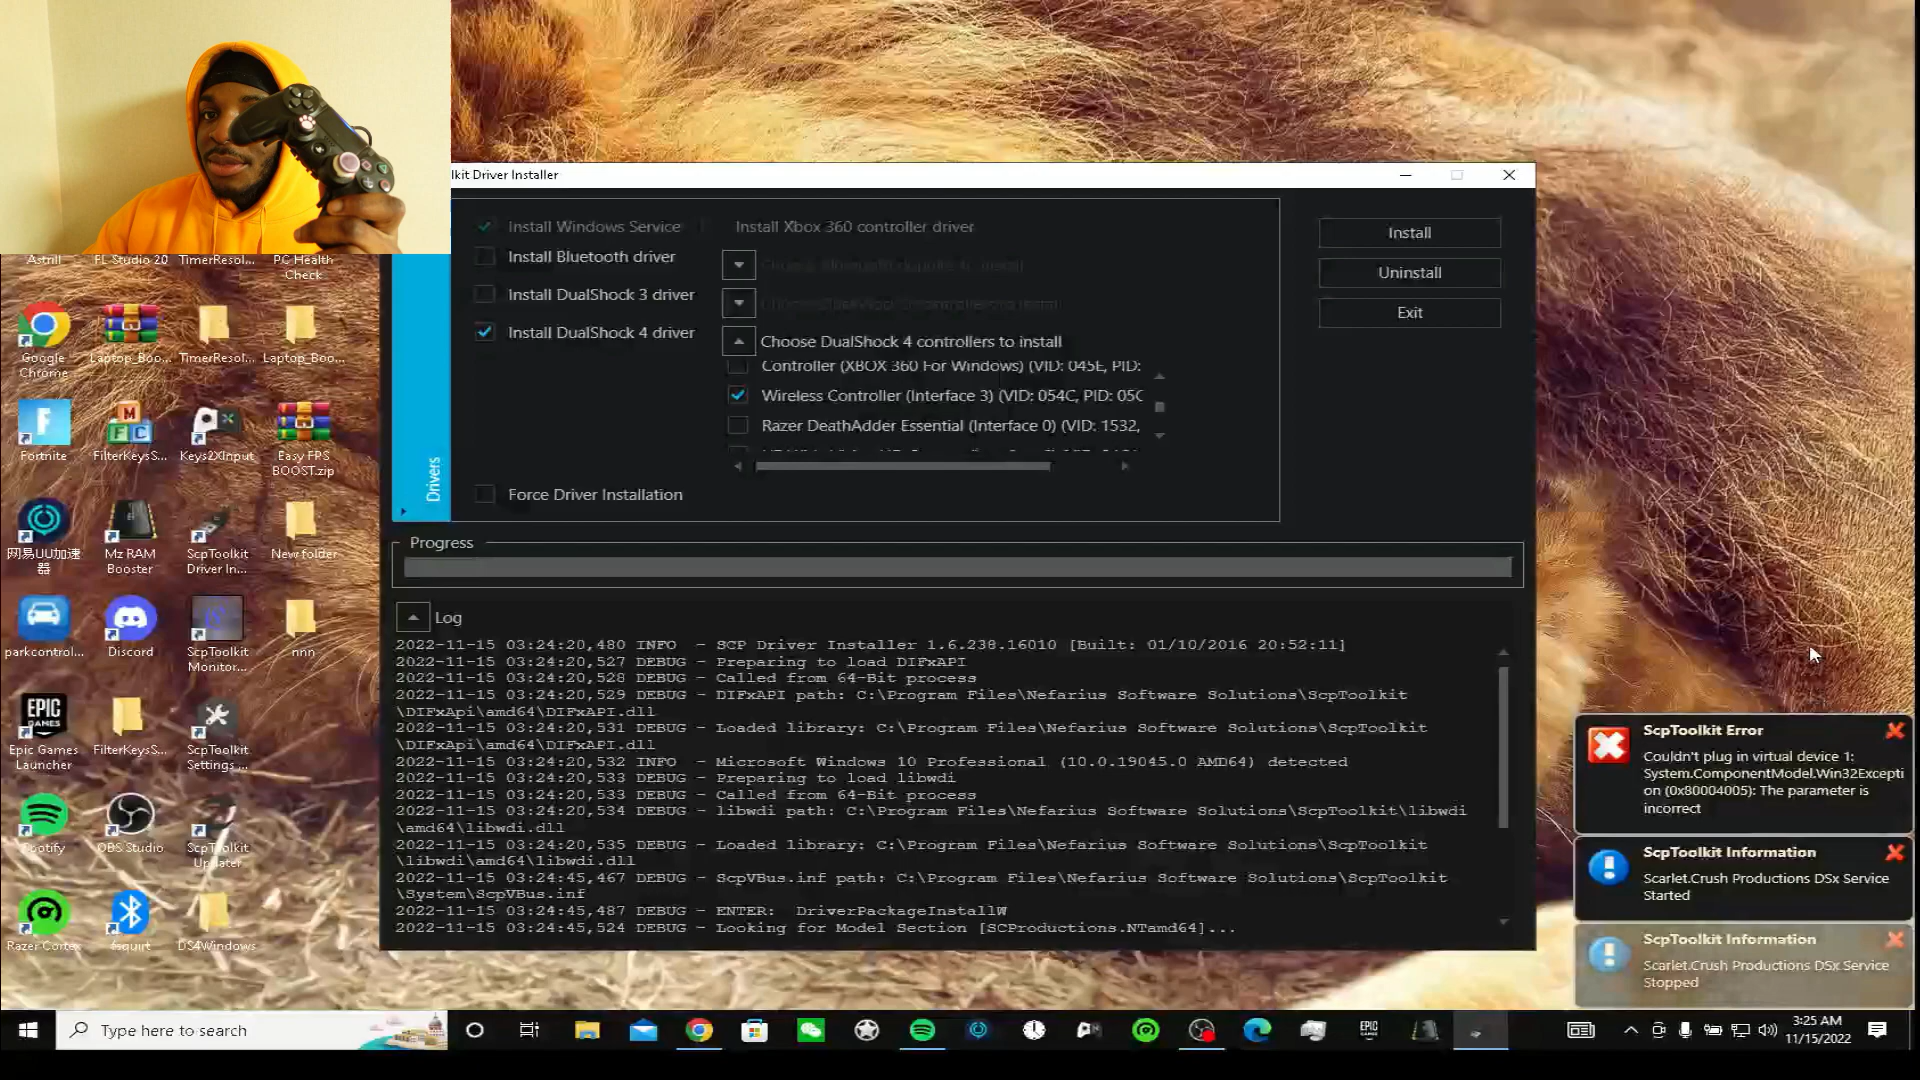 lkit Driver Installer
Install Windows Service
Install Xbox 360 controller driver
Install Bluetooth driver
Install DualShock 3 driver
Install DualShock 4 driver
Choose DualShock 4 controllers to install
Controller (XBOX 360 For Windows) (VID: 045E, PID:
Wireless Controller (Interface 3) (VID: 054C, PID: 05C
Razer DeathAdder Essential (Interface 0) (VID: 1532,
Force Driver Installation
Drivers
Install
Uninstall
Exit
Progress
Log
2022-11-15 03:24:20,480 INFO - SCP Driver Installer 1.6.238.16010 [Built: 01/10/2016 20:52:11]
2022-11-15 03:24:20,527 DEBUG - Preparing to load DIFxAPI
2022-11-15 03:24:20,528 DEBUG - Called from 64-Bit process
2022-11-15 03:24:20,529 DEBUG - DIFxAPI path: C:\Program Files\Nefarius Software Solutions\ScpToolkit
\DIFxApi\amd64\DIFxAPI.dll
2022-11-15 03:24:20,531 DEBUG - Loaded library: C:\Program Files\Nefarius Software Solutions\ScpToolkit
\DIFxApi\amd64\DIFxAPI.dll
2022-11-15 03:24:20,532 INFO - Microsoft Windows 10 Professional (10.0.19045.0 AMD64) detected
2022-11-15 03:24:20,533 DEBUG - Preparing to load libwdi
2022-11-15 03:24:20,533 DEBUG - Called from 64-Bit process
2022-11-15 03:24:20,534 DEBUG - libwdi path: C:\Program Files\Nefarius Software Solutions\ScpToolkit\libwdi
\amd64\libwdi.dll
2022-11-15 03:24:20,535 DEBUG - Loaded library: C:\Program Files\Nefarius Software Solutions\ScpToolkit
\libwdi\amd64\libwdi.dll
2022-11-15 03:24:45,467 DEBUG - ScpVBus.inf path: C:\Program Files\Nefarius Software Solutions\ScpToolkit
\System\ScpVBus.inf
2022-11-15 03:24:45,487 DEBUG - ENTER: DriverPackageInstallW
2022-11-15 03:24:45,524 DEBUG - Looking for Model Section [SCProductions.NTamd64]...
Astrill
FL Studio 20
TimerResol...
PC Health
Check
Google
Chrome
Laptop_Boo...
TimerResol...
Laptop_Boo...
Fortnite
FilterKeysS...
Keys2XInput
Easy FPS
BOOST.zip
网易UU加速
器
Mz RAM
Booster
ScpToolkit
Driver In...
New folder
parkcontrol...
Discord
ScpToolkit
Monitor...
nnn
EPIC
GAMES
Epic Games
Launcher
FilterKeysS...
ScpToolkit
Settings ...
Spotify
OBS Studio
ScpToolkit
Updater
Razer Cortex
6squirt
DS4Windows
ScpToolkit Error
Couldn't plug in virtual device 1:
System.ComponentModel.Win32Excepti
on (0x80004005): The parameter is
incorrect
ScpToolkit Information
Scarlet.Crush Productions DSx Service
Started
ScpToolkit Information
Scarlet.Crush Productions DSx Service
Stopped
Type here to search
EPIC
3:25 AM
11/15/2022